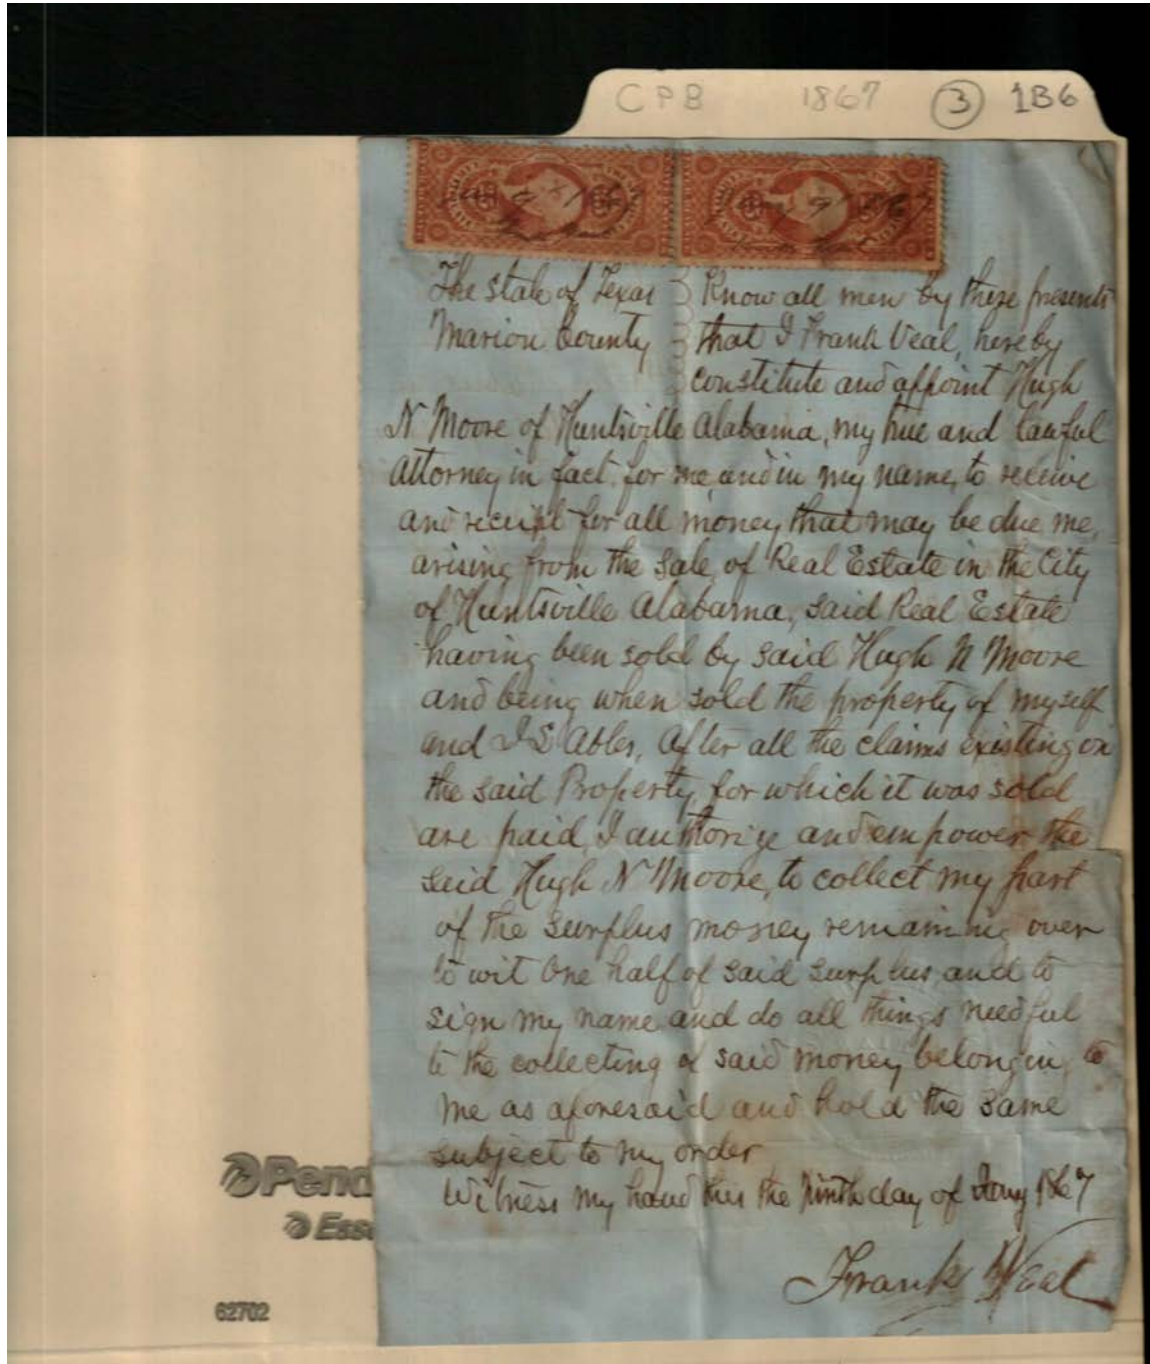 CPB 1867 3 1B6
The state of Texas } Know all men by these presents
Marion County } that I Frank Veal, hereby
} constitute and appoint Hugh
N Moore of Huntsville Alabama, my true and lawful
attorney in fact, for me, and in my name, to receive
and receipt for all money that may be due me,
arising from the sale, of Real Estate in the City
of Huntsville Alabama, said Real Estate
having been sold by said Hugh N Moore
and being when sold the property of myself
and After all the claims existing on
the said Property, for which it was sold
are paid, I authorize and empower the
said Hugh N Moore, to collect my part
of the surplus money remaining over
to wit One half of said surplus, and to
sign my name and do all things needful
to the collecting of said money belonging to
me as aforesaid and hold the same
subject to my order
Witness my hand this the Ninth day of Jany 1867
Frank Veal
Pend
Esse
62702